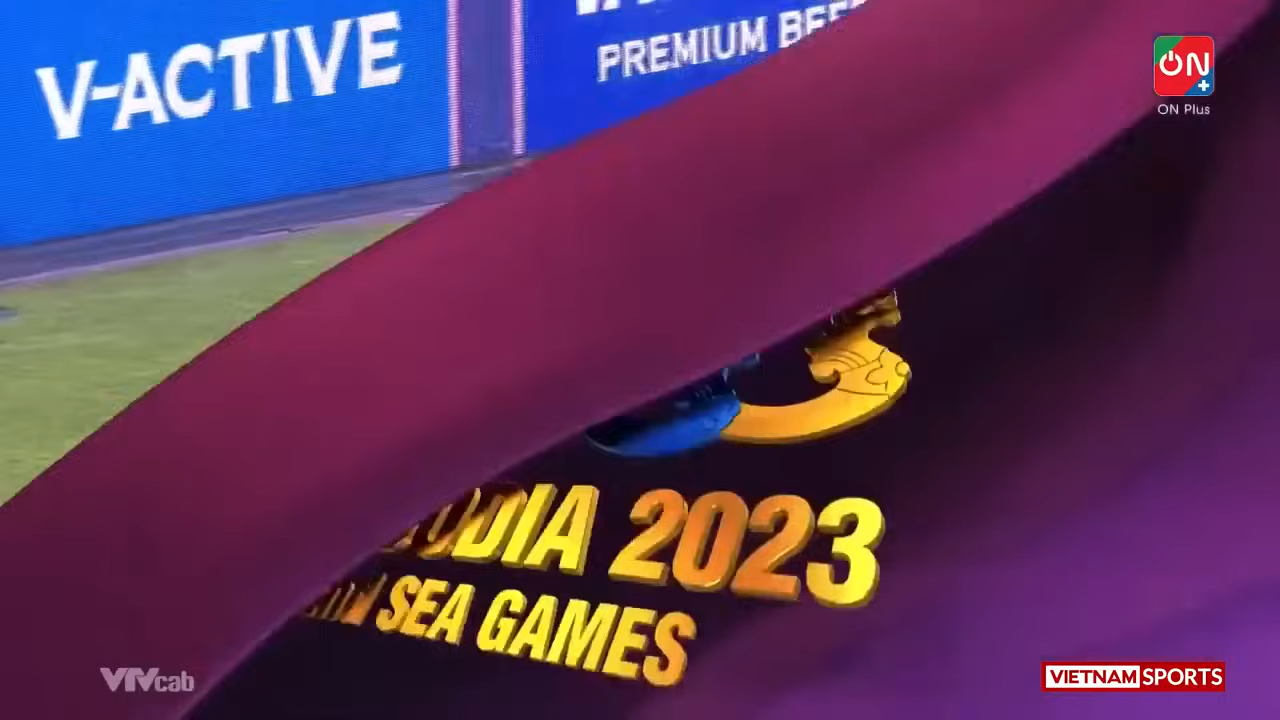 V-ACTIVE
PREMIUM
ON
+
ON Plus
2023
SEA GAMES
VTVcab
VIETNAM SPORTS